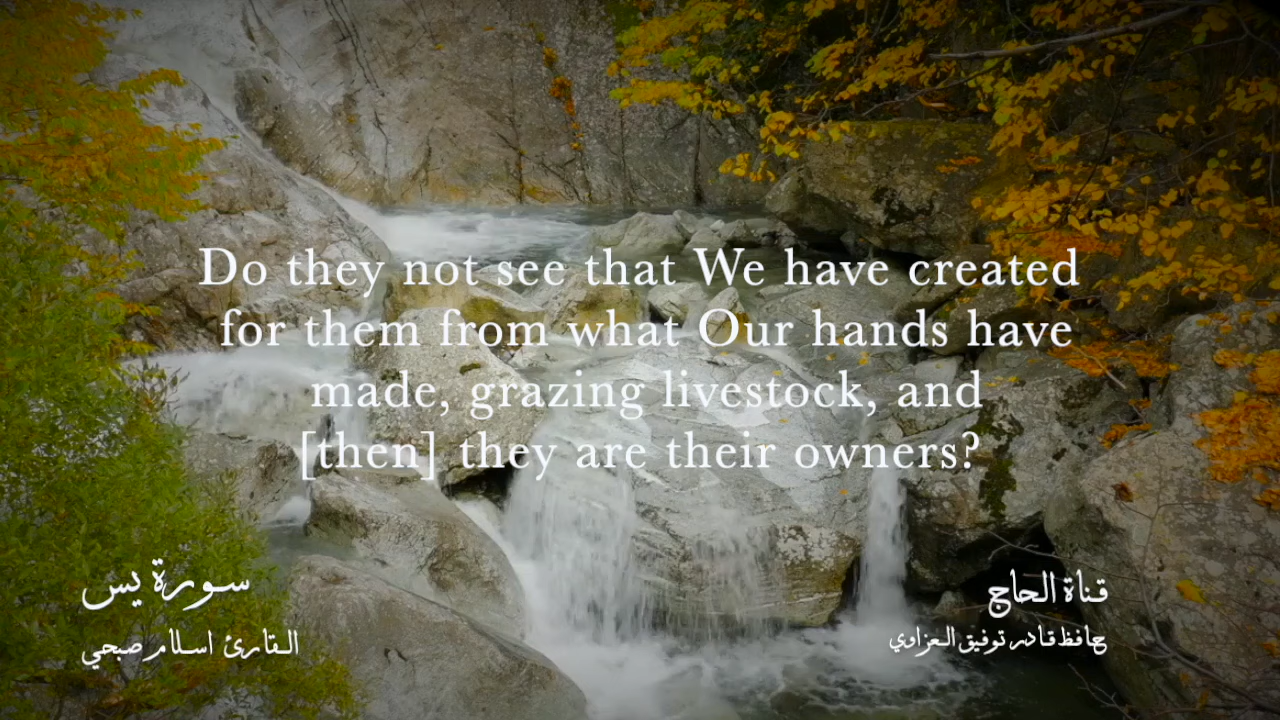 Do they not see that We have created
for them from what Our hands have
made, grazing livestock, and
[then] they are their owners?
سورة يس
القارئ اسلام صبحي
قناة الحاج
حافظ قادر توفيق العزاوي